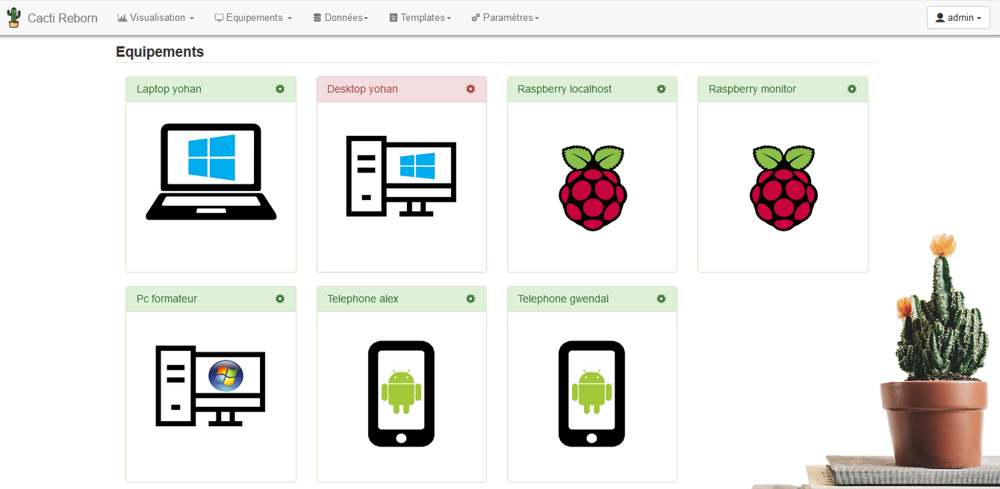 Cacti Reborn Visualisation Equipements Données Templates Paramètres admin
Equipements
Laptop yohan
Desktop yohan
Raspberry localhost
Raspberry monitor
Pc formateur
Telephone alex
Telephone gwendal